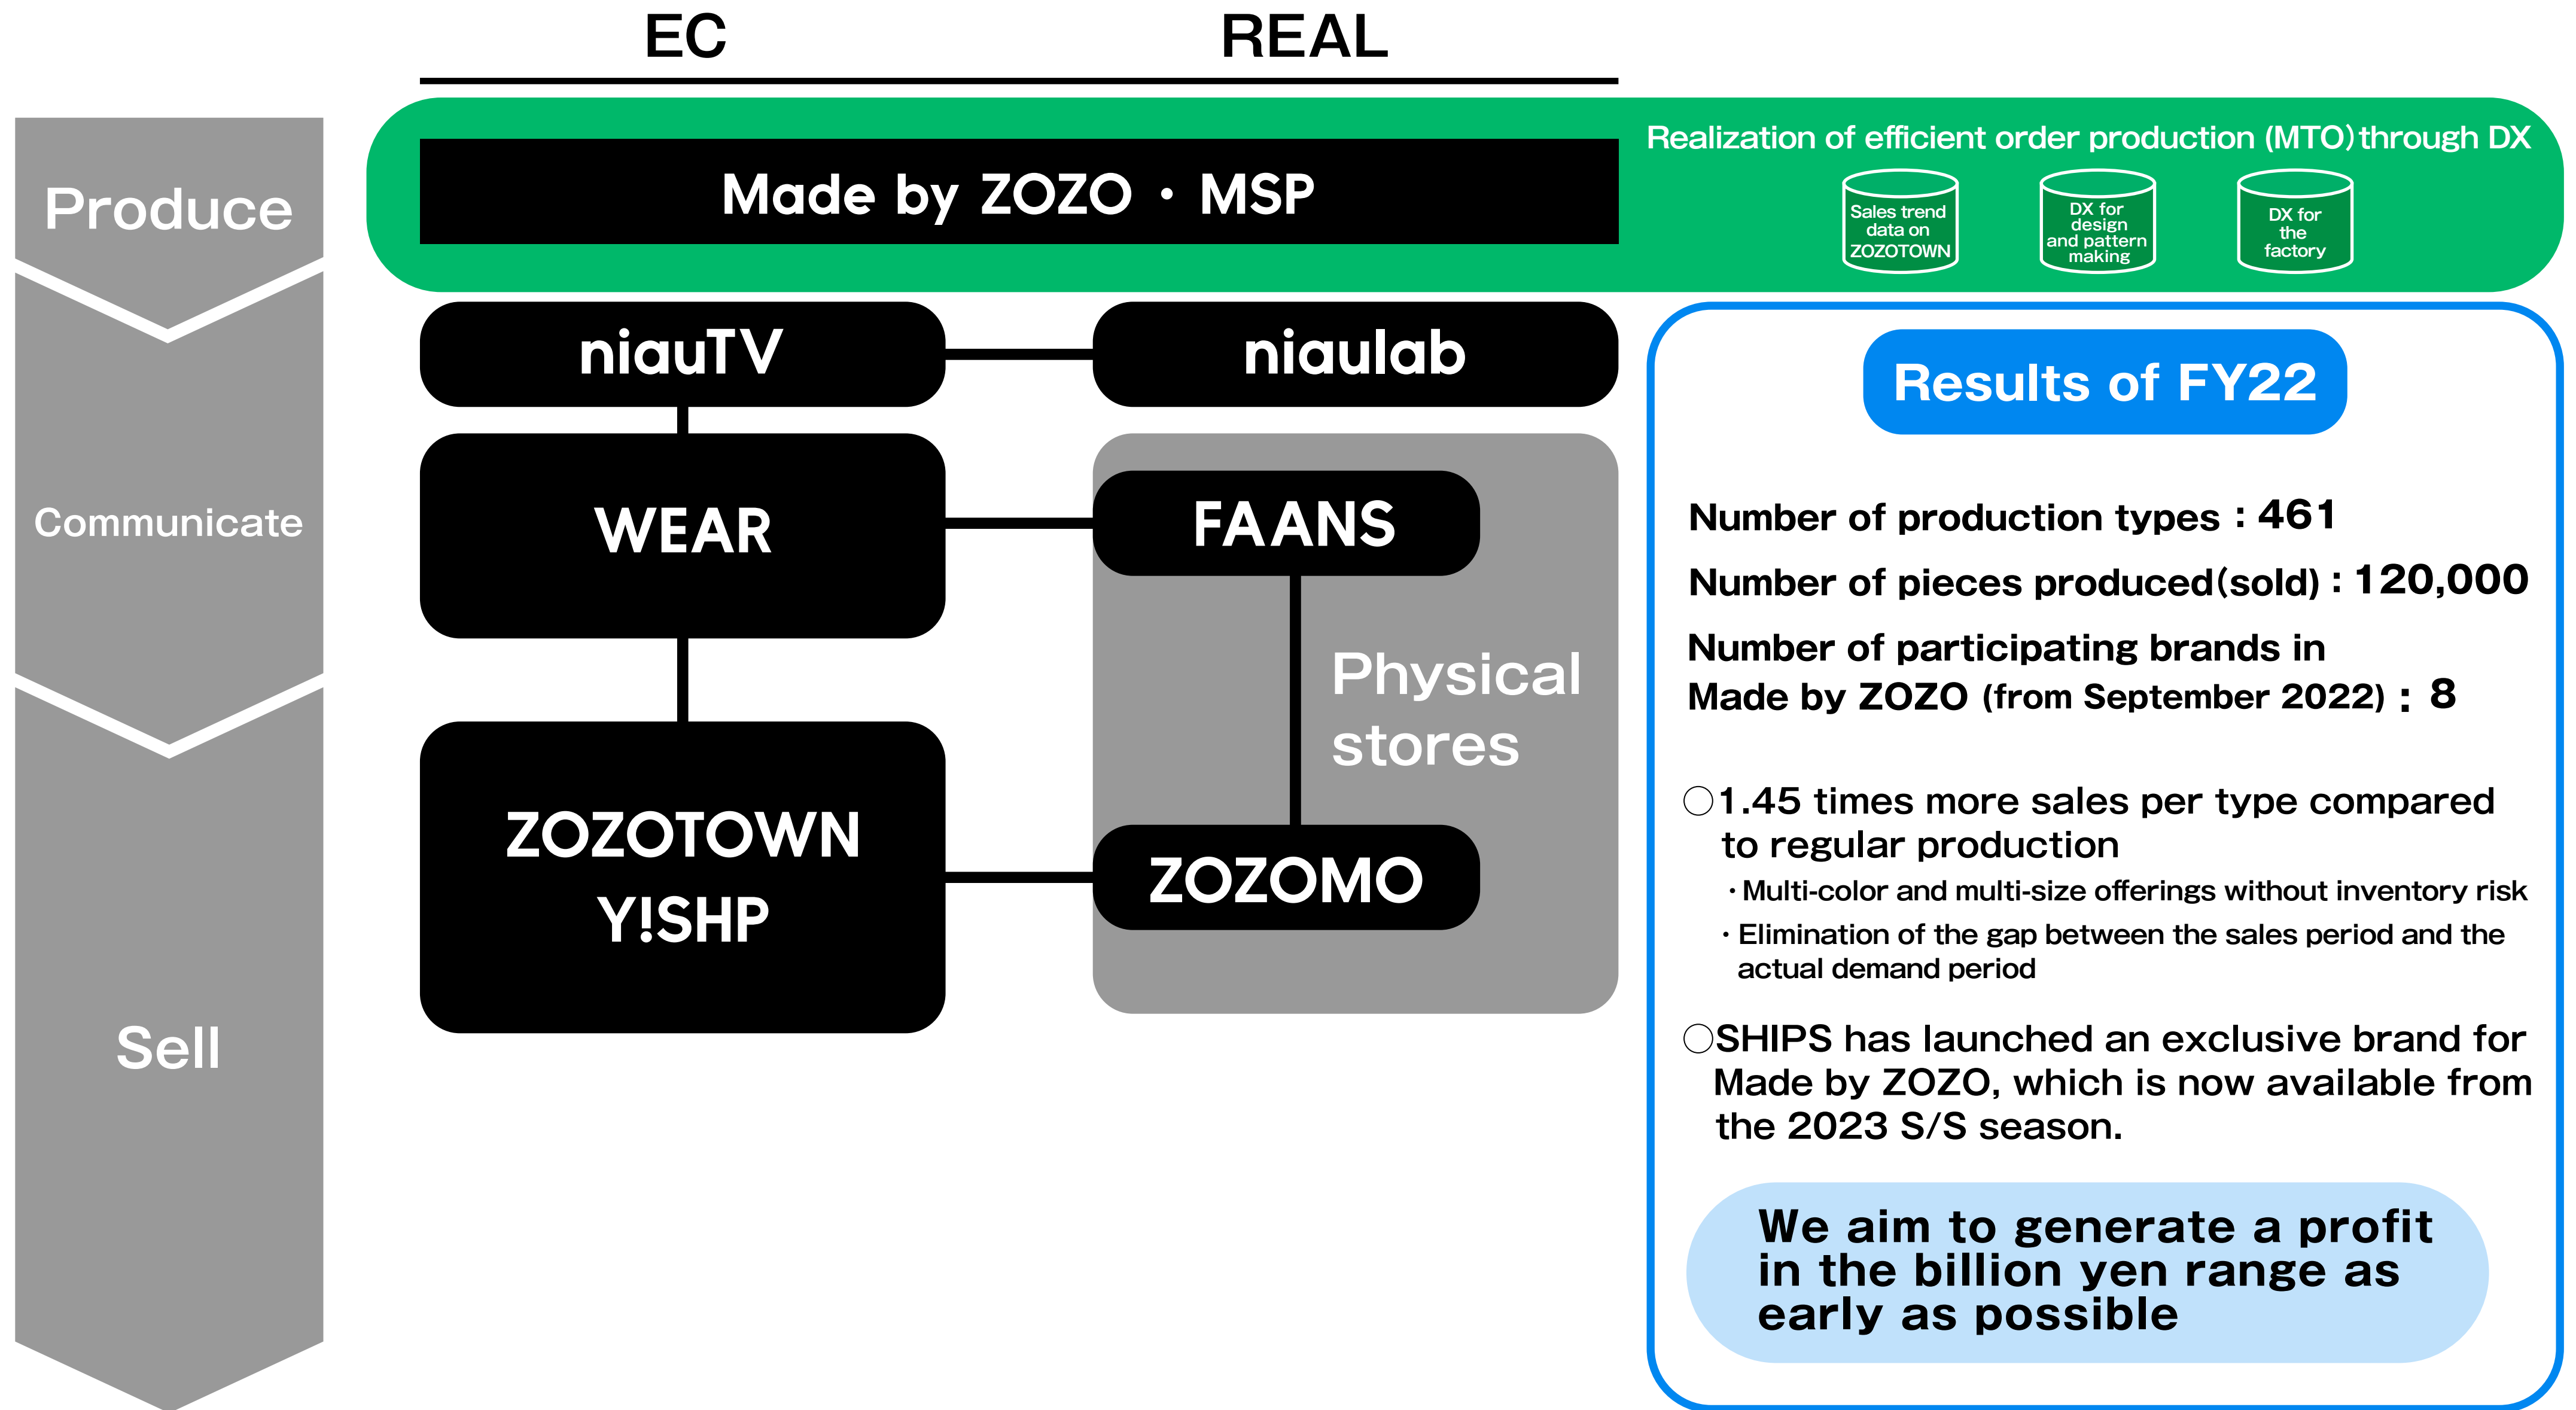 EC
REAL
Produce
Made by ZOZO・MSP
Realization of efficient order production (MTO) through DX
Sales trend
data on
ZOZOTOWN
DX for
design
and pattern
making
DX for
the
factory
Communicate
niauTV
niaulab
WEAR
FAANS
Physical
stores
Sell
ZOZOTOWN
Y!SHP
ZOZOMO
Results of FY22
Number of production types : 461
Number of pieces produced(sold) : 120,000
Number of participating brands in
Made by ZOZO (from September 2022) : 8
○1.45 times more sales per type compared
to regular production
・Multi-color and multi-size offerings without inventory risk
・Elimination of the gap between the sales period and the
actual demand period
○SHIPS has launched an exclusive brand for
Made by ZOZO, which is now available from
the 2023 S/S season.
We aim to generate a profit
in the billion yen range as
early as possible